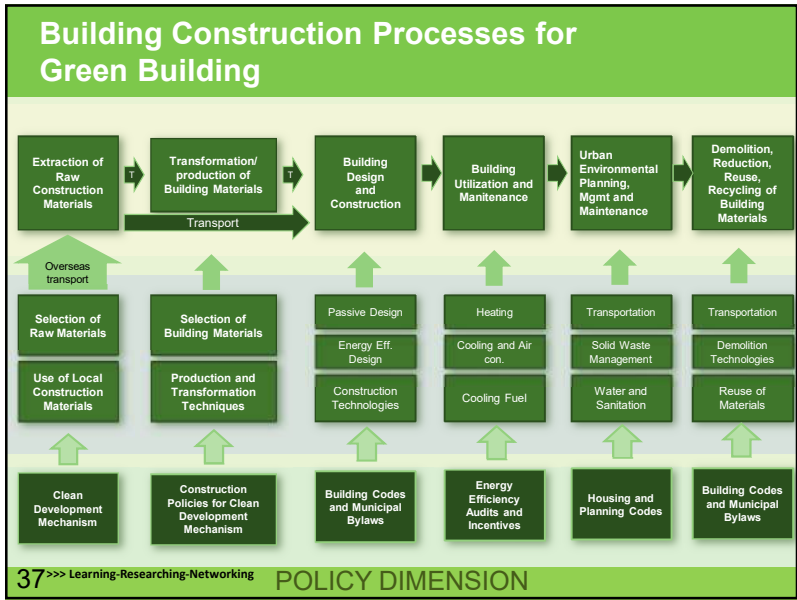 Building Construction Processes for
Green Building
Extraction of
Raw
Construction
Materials
T
Transformation/
production of
Building Materials
T
Building
Design
and
Construction
Building
Utilization and
Manitenance
Urban
Environmental
Planning,
Mgmt and
Maintenance
Demolition,
Reduction,
Reuse,
Recycling of
Building
Materials
Transport
Overseas
transport
Selection of
Raw Materials
Selection of
Building Materials
Passive Design
Heating
Transportation
Transportation
Energy Eff.
Design
Cooling and Air
con.
Solid Waste
Management
Demolition
Technologies
Use of Local
Construction
Materials
Production and
Transformation
Techniques
Construction
Technologies
Cooling Fuel
Water and
Sanitation
Reuse of
Materials
Clean
Development
Mechanism
Construction
Policies for Clean
Development
Mechanism
Building Codes
and Municipal
Bylaws
Energy
Efficiency
Audits and
Incentives
Housing and
Planning Codes
Building Codes
and Municipal
Bylaws
37 >>> Learning-Researching-Networking POLICY DIMENSION